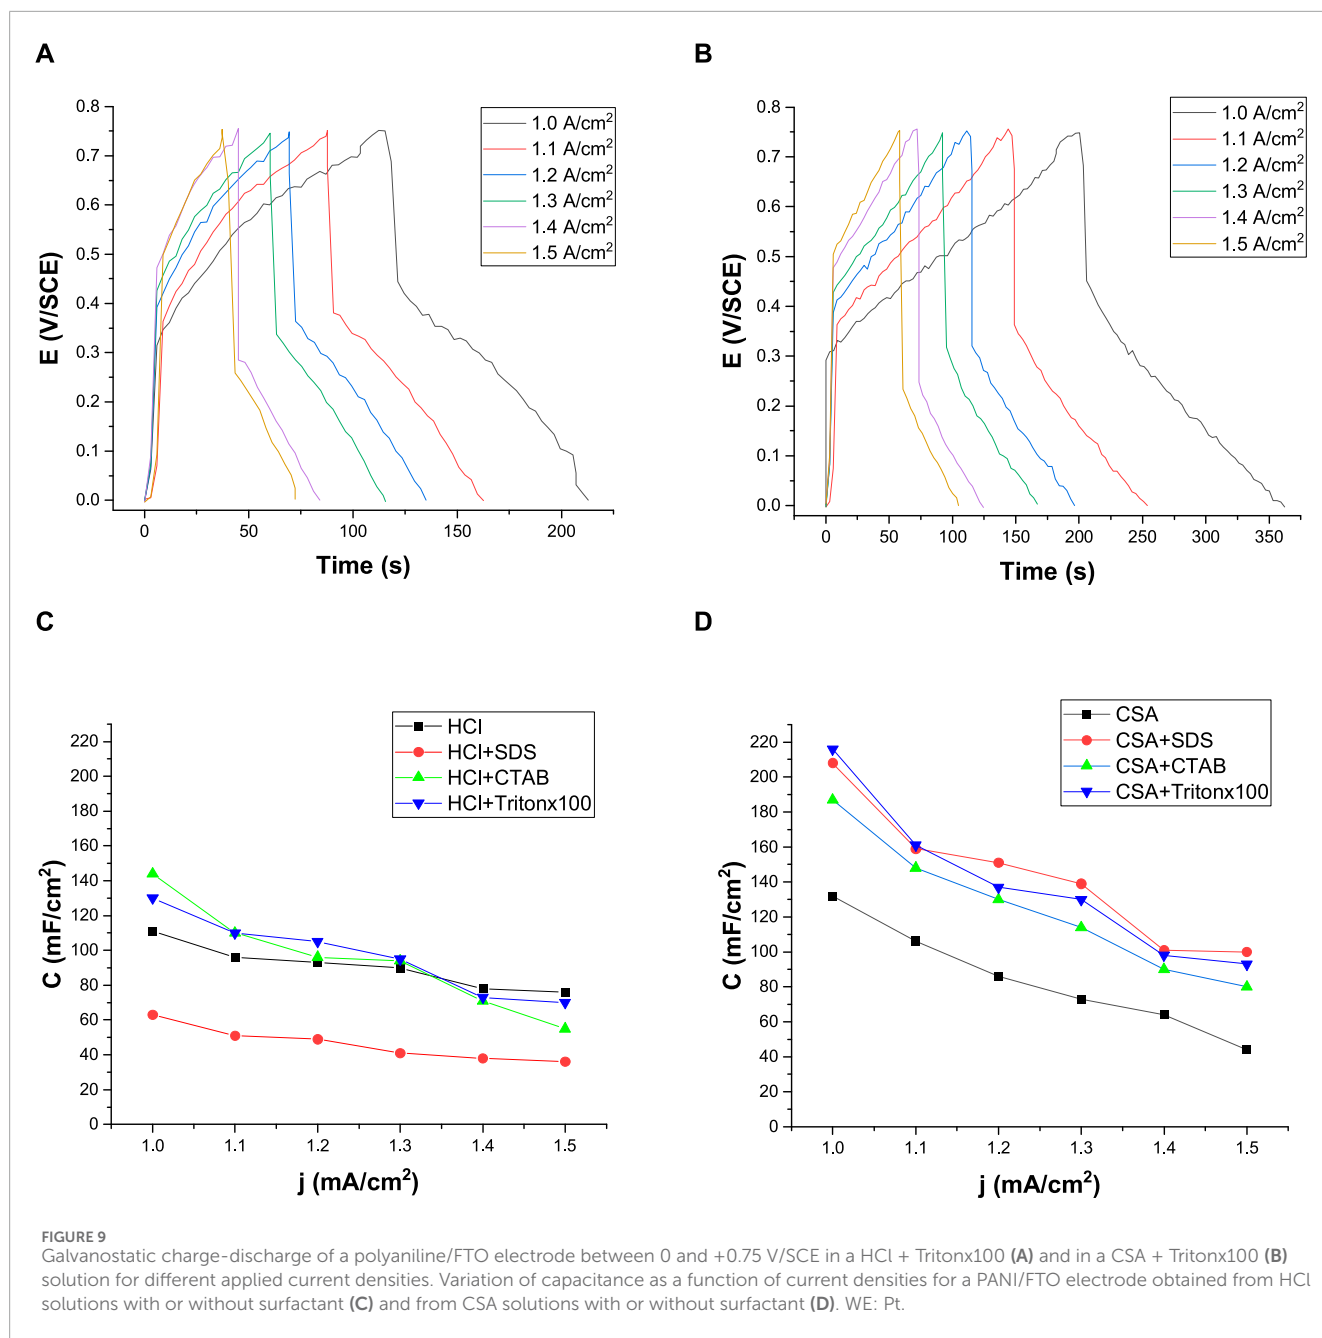 A
B
0.8
0.7
0.6
0.5
0.4
0.3
0.2
0.1
0.0
E (V/SCE)
0
50
100
150
200
Time (s)
1.0 A/cm²
1.1 A/cm²
1.2 A/cm²
1.3 A/cm²
1.4 A/cm²
1.5 A/cm²
0.8
0.7
0.6
0.5
0.4
0.3
0.2
0.1
0.0
E (V/SCE)
0
50
100
150
200
250
300
350
Time (s)
1.0 A/cm²
1.1 A/cm²
1.2 A/cm²
1.3 A/cm²
1.4 A/cm²
1.5 A/cm²
C
D
220
200
180
160
140
120
100
80
60
40
20
0
C (mF/cm²)
1.0
1.1
1.2
1.3
1.4
1.5
j (mA/cm²)
HCl
HCl+SDS
HCl+CTAB
HCl+Tritonx100
220
200
180
160
140
120
100
80
60
40
20
0
C (mF/cm²)
1.0
1.1
1.2
1.3
1.4
1.5
j (mA/cm²)
CSA
CSA+SDS
CSA+CTAB
CSA+Tritonx100
FIGURE 9
Galvanostatic charge-discharge of a polyaniline/FTO electrode between 0 and +0.75 V/SCE in a HCl + Tritonx100 (A) and in a CSA + Tritonx100 (B)
solution for different applied current densities. Variation of capacitance as a function of current densities for a PANI/FTO electrode obtained from HCl
solutions with or without surfactant (C) and from CSA solutions with or without surfactant (D). WE: Pt.